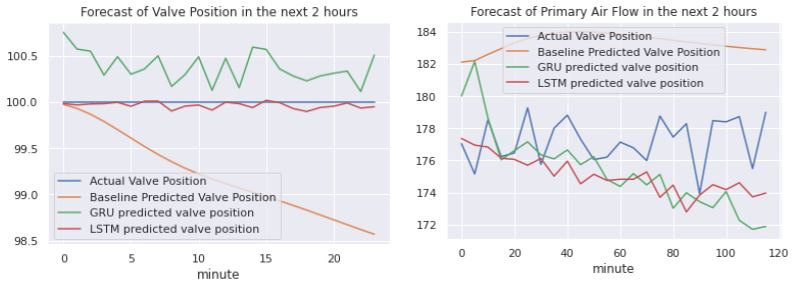 Forecast of Valve Position in the next 2 hours
100.5
100.0
99.5
99.0
98.5
Actual Valve Position
Baseline Predicted Valve Position
GRU predicted valve position
LSTM predicted valve position
0 5 10 15 20
minute
Forecast of Primary Air Flow in the next 2 hours
184
182
180
178
176
174
172
Actual Valve Position
Baseline Predicted Valve Position
GRU predicted valve position
LSTM predicted valve position
0 20 40 60 80 100 120
minute